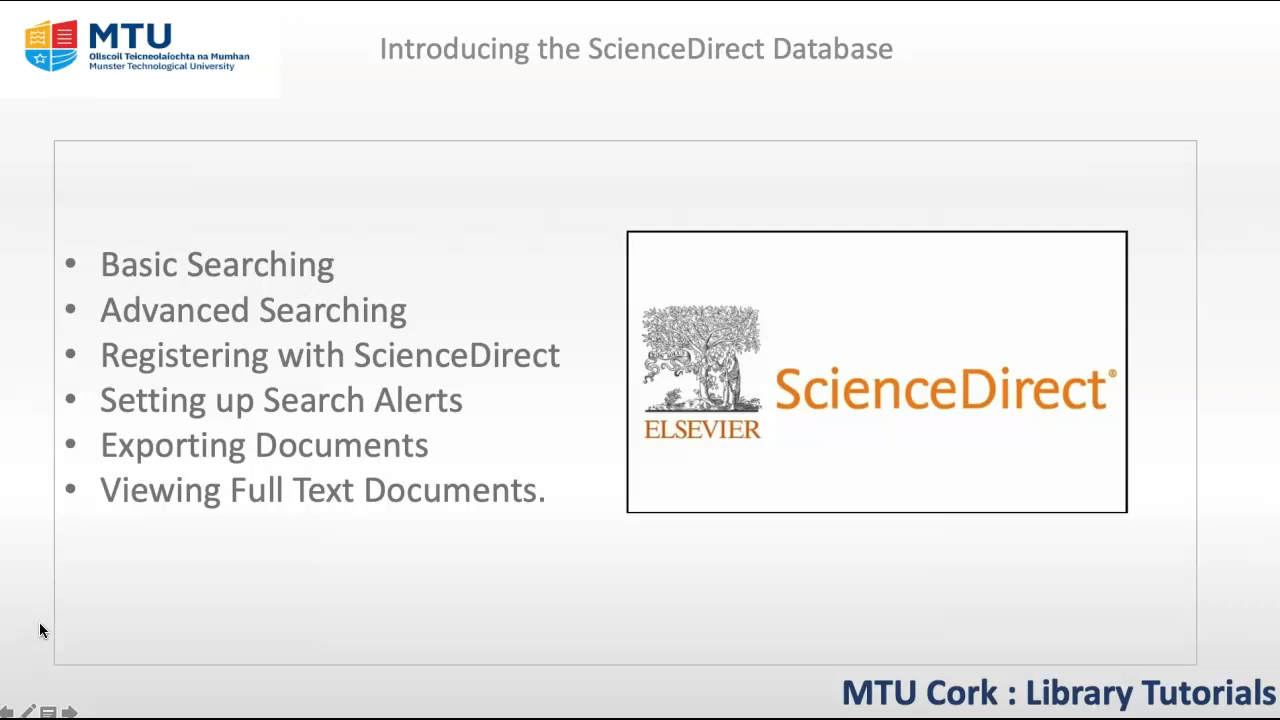 MTU
Ollscoil Teicneolaíochta na Mumhan
Munster Technological University
Introducing the ScienceDirect Database
• Basic Searching
• Advanced Searching
• Registering with ScienceDirect
• Setting up Search Alerts
• Exporting Documents
• Viewing Full Text Documents.
ELSEVIER
ScienceDirect®
MTU Cork : Library Tutorials